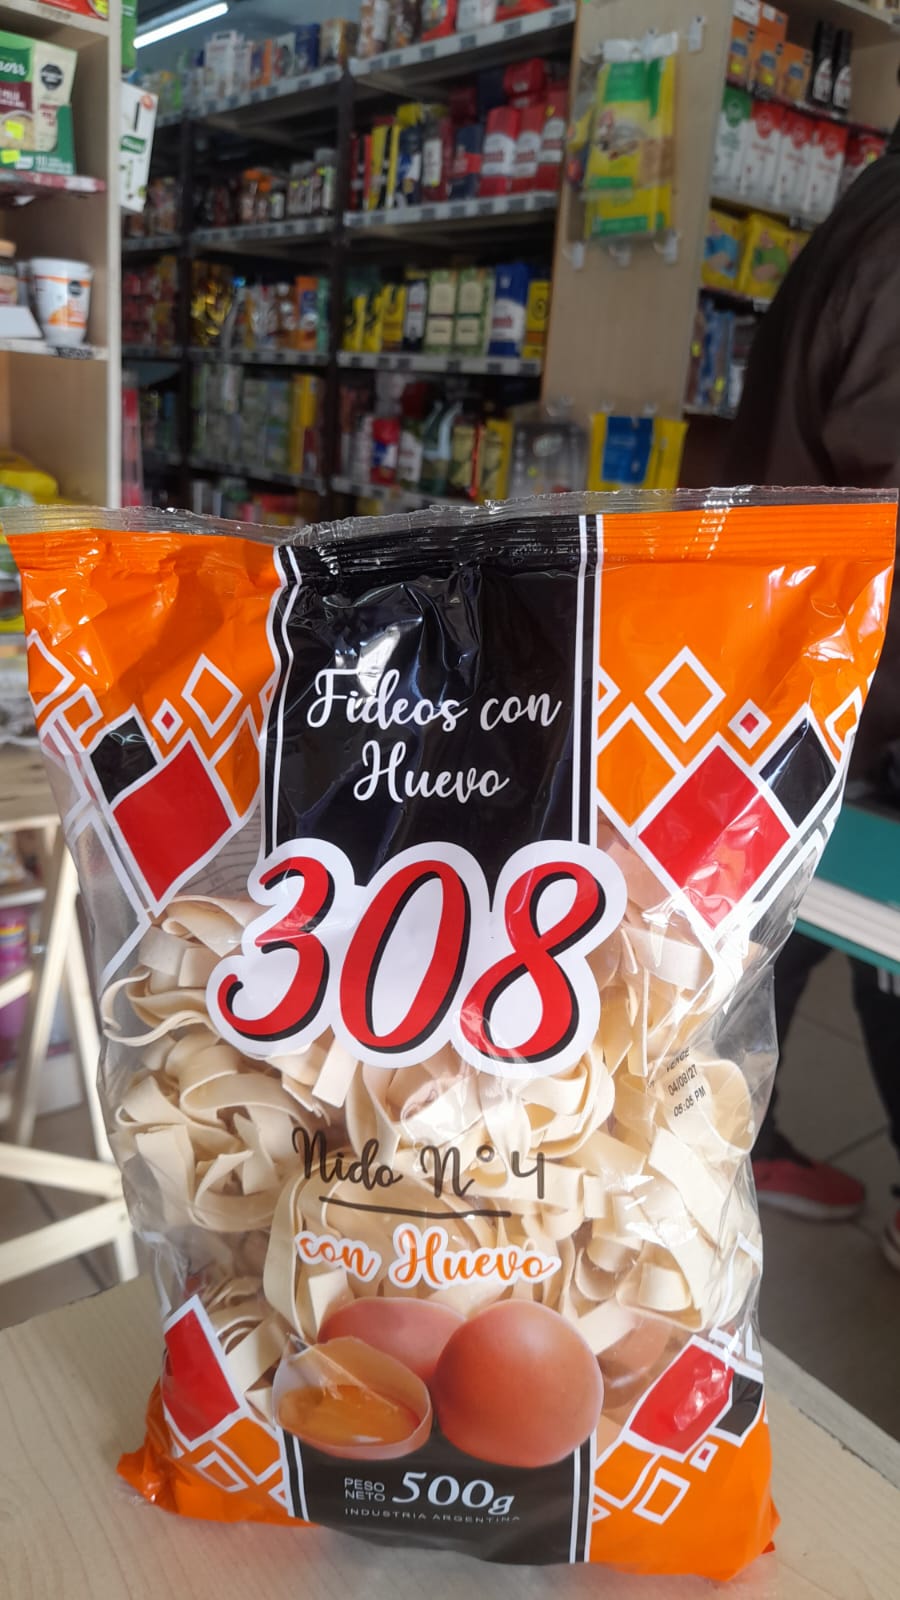 Fideos con
Huevo
308
VENCE
04/09/27
05:05 PM
Nido N° 4
con Huevo
PESO
NETO 500g
INDUSTRIA ARGENTINA